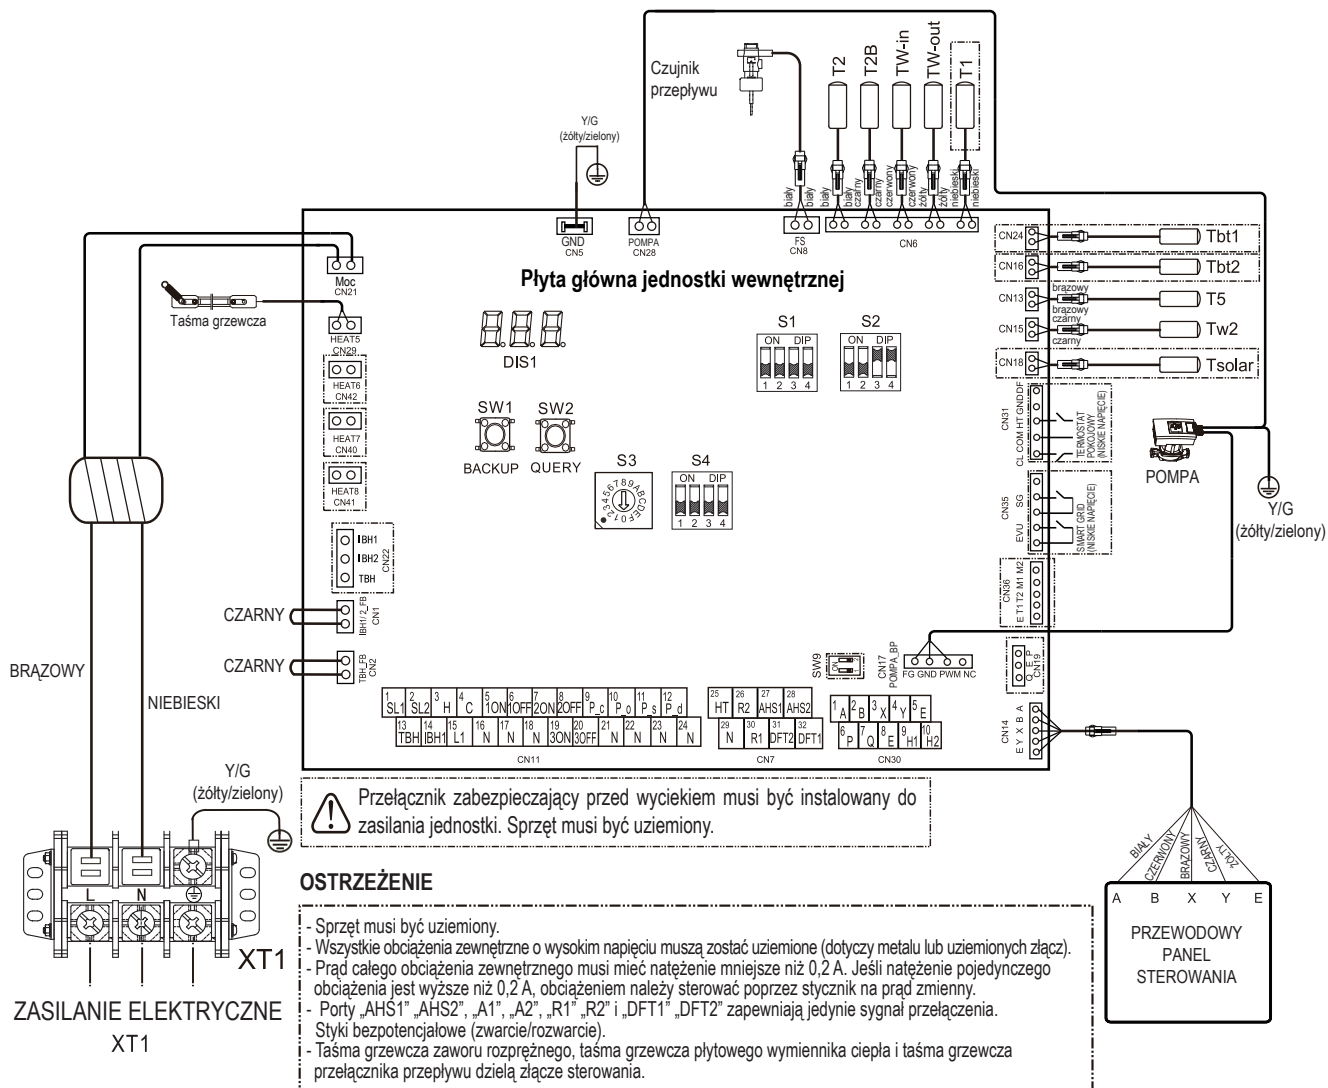 Czujnik
przepływu
T2
T2B
TW-in
TW-out
T1
Y/G
(żółty/zielony)
biały
biały
biały
biały
czarny
czarny
czerwony
czerwony
żółty
żółty
niebieski
niebieski
GND
CN5
POMPA
CN28
FS
CN8
CN6
Moc
CN21
Płyta główna jednostki wewnętrznej
Taśma grzewcza
HEAT5
CN29
HEAT6
CN42
HEAT7
CN40
HEAT8
CN41
DIS1
S1
ON DIP
1 2 3 4
S2
ON DIP
1 2 3 4
SW1
BACKUP
SW2
QUERY
S3
0123456789ABCDEF
S4
ON DIP
1 2 3 4
CN24
Tbt1
CN16
Tbt2
CN13
brązowy
brązowy
T5
CN15
czarny
czarny
Tw2
CN18
Tsolar
CN31
CL COM HT GNDDF
TERMOSTAT
POKOJOWY
(NISKIE NAPIĘCIE)
CN35
EVU SG
SMART GRID
(NISKIE NAPIĘCIE)
CN36
E T1 T2 M1 M2
POMPA
Y/G
(żółty/zielony)
IBH1
IBH2
TBH
CN22
CZARNY
IBH1/ 2_FB
CN1
CZARNY
TBH_FB
CN2
BRĄZOWY
NIEBIESKI
SW9
ON
CN17
POMPA_BP
FG GND PWM NC
Q E P
CN19
CN14
E Y X B A
1 SL1 2 SL2 3 H 4 C 5 1ON 6 1OFF 7 2ON 8 2OFF 9 P_c 10 P_o 11 P_s 12 P_d
13 TBH 14 IBH1 15 L1 16 N 17 N 18 N 19 3ON 20 3OFF 21 N 22 N 23 N 24 N
CN11
25 HT 26 R2 27 AHS1 28 AHS2
29 N 30 R1 31 DFT2 32 DFT1
CN7
1 A 2 B 3 X 4 Y 5 E
6 P 7 Q 8 E 9 H1 10 H2
CN30
Y/G
(żółty/zielony)
Przełącznik zabezpieczający przed wyciekiem musi być instalowany do
zasilania jednostki. Sprzęt musi być uziemiony.
L N
XT1
ZASILANIE ELEKTRYCZNE
XT1
OSTRZEŻENIE
- Sprzęt musi być uziemiony.
- Wszystkie obciążenia zewnętrzne o wysokim napięciu muszą zostać uziemione (dotyczy metalu lub uziemionych złącz).
- Prąd całego obciążenia zewnętrznego musi mieć natężenie mniejsze niż 0,2 A. Jeśli natężenie pojedynczego
obciążenia jest wyższe niż 0,2 A, obciążeniem należy sterować poprzez stycznik na prąd zmienny.
- Porty „AHS1” „AHS2”, „A1”, „A2”, „R1” „R2” i „DFT1” „DFT2” zapewniają jedynie sygnał przełączenia.
Styki bezpotencjałowe (zwarcie/rozwarcie).
- Taśma grzewcza zaworu rozprężnego, taśma grzewcza płytowego wymiennika ciepła i taśma grzewcza
przełącznika przepływu dzielą złącze sterowania.
BIAŁY
CZERWONY
BRĄZOWY
CZARNY
ŻÓŁTY
A B X Y E
PRZEWODOWY
PANEL
STEROWANIA